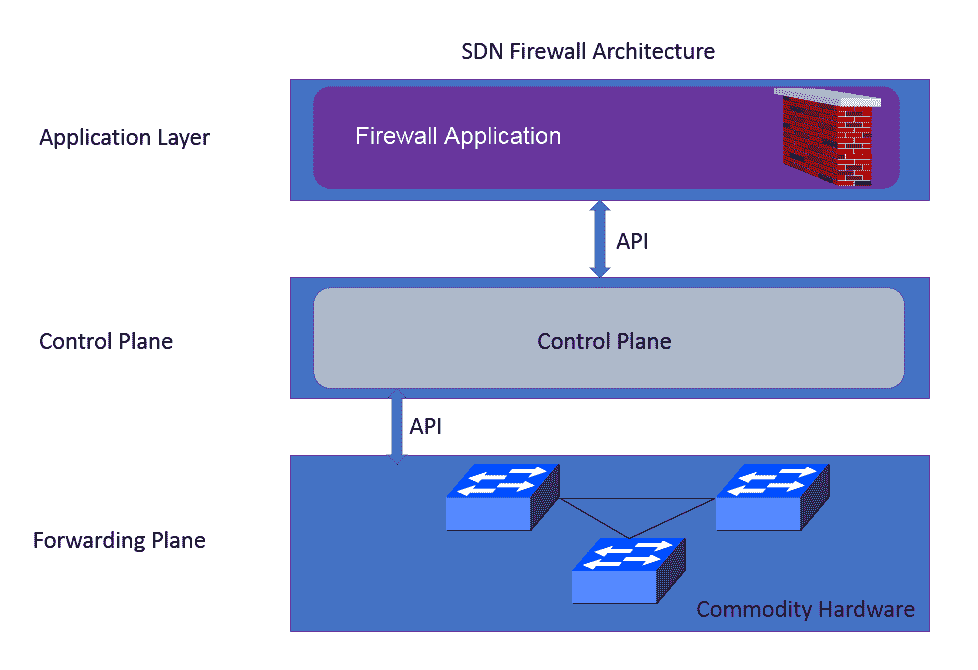 SDN Firewall Architecture
Application Layer
Firewall Application
API
Control Plane
Control Plane
API
Forwarding Plane
Commodity Hardware